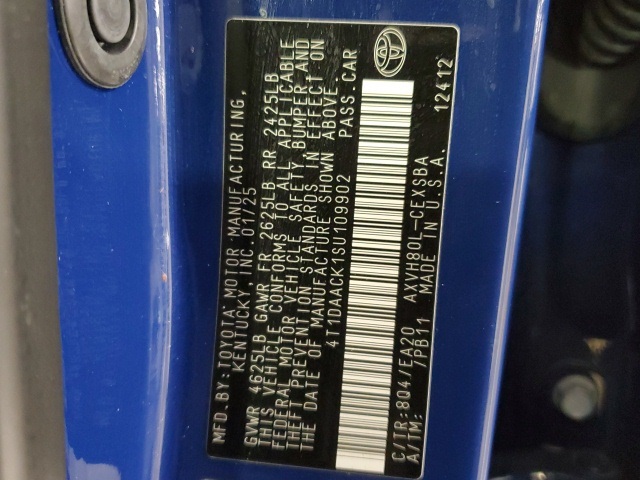 MFD. BY: TOYOTA MOTOR MANUFACTURING,
KENTUCKY, INC. 01/25
GVWR 4625LB GAWR FR 2625LB RR 2425LB
THIS VEHICLE CONFORMS TO ALL APPLICABLE
FEDERAL MOTOR VEHICLE SAFETY, BUMPER, AND
THEFT PREVENTION STANDARDS IN EFFECT ON
THE DATE OF MANUFACTURE SHOWN ABOVE.
4T1DAACK1SU109902 PASS. CAR
C/TR: 804/EA20 AXVH80L-CEXSBA
A/TM: /PB11 MADE IN U.S.A. 12412